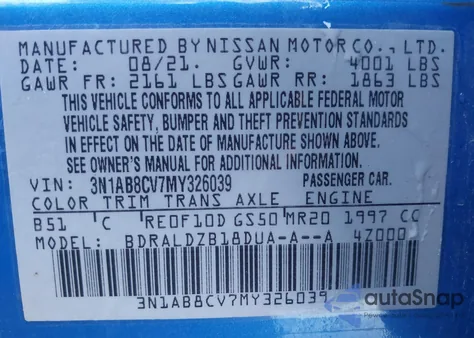 MANUFACTURED BY NISSAN MOTOR CO., LTD.
DATE: 08/21. GVWR: 4001 LBS
GAWR FR: 2161 LBS GAWR RR: 1863 LBS
THIS VEHICLE CONFORMS TO ALL APPLICABLE FEDERAL MOTOR
VEHICLE SAFETY, BUMPER AND THEFT PREVENTION STANDARDS
IN EFFECT ON THE DATE OF MANUFACTURE SHOWN ABOVE.
SEE OWNER'S MANUAL FOR ADDITIONAL INFORMATION.
VIN: 3N1AB8CV7MY326039 PASSENGER CAR.
COLOR TRIM TRANS AXLE ENGINE
B51 C RE0F10D GS50 MR20 1997 CC
MODEL: BDRALDZB18DUA-A--A 4Z000
3N1AB8CV7MY326039
autoSnap